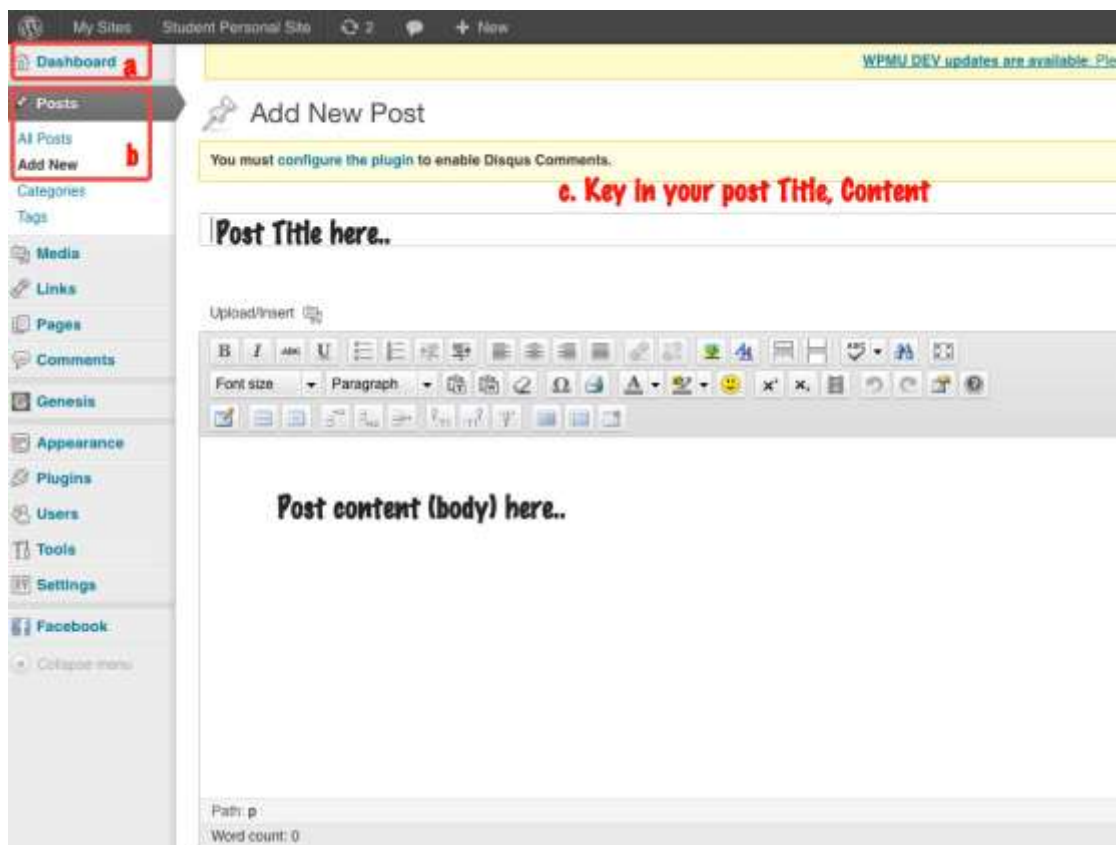 My Sites Student Personal Site 2 + New
Dashboard a
WPMU DEV updates are available. Ple
Posts
Add New Post
All Posts
Add New b
You must configure the plugin to enable Disqus Comments.
Categories
c. Key in your post Title, Content
Tags
Post Title here..
Media
Links
Upload/Insert
Pages
B I ABC U
Comments
Font size Paragraph
Genesis
Appearance
Plugins
Post content (body) here..
Users
Tools
Settings
Facebook
Collapse menu
Path: p
Word count: 0